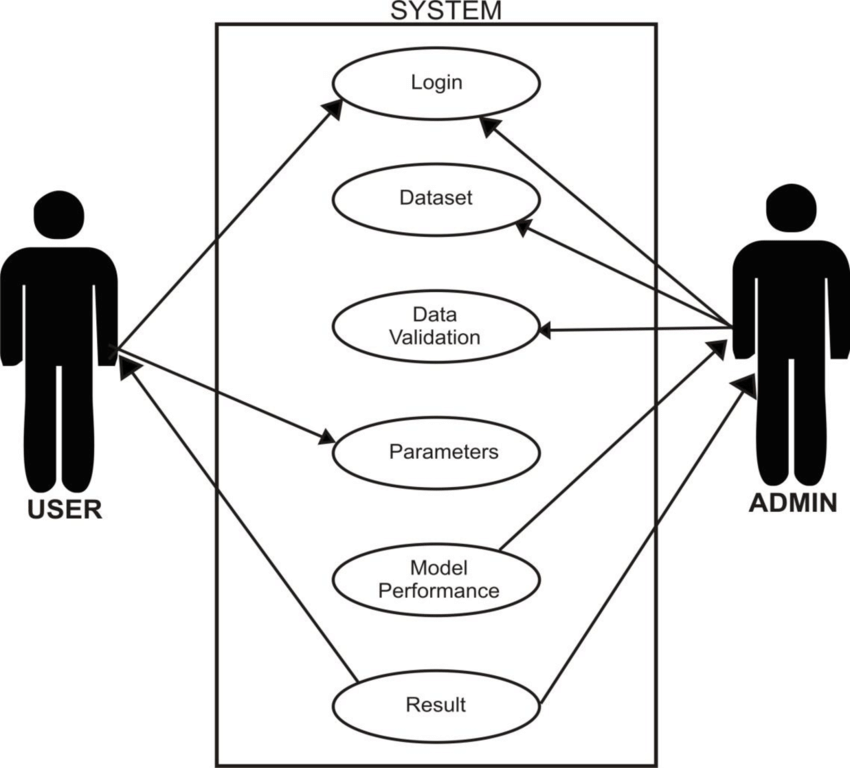 SYSTEM
Login
Dataset
Data
Validation
Parameters
Model
Performance
Result
USER
ADMIN